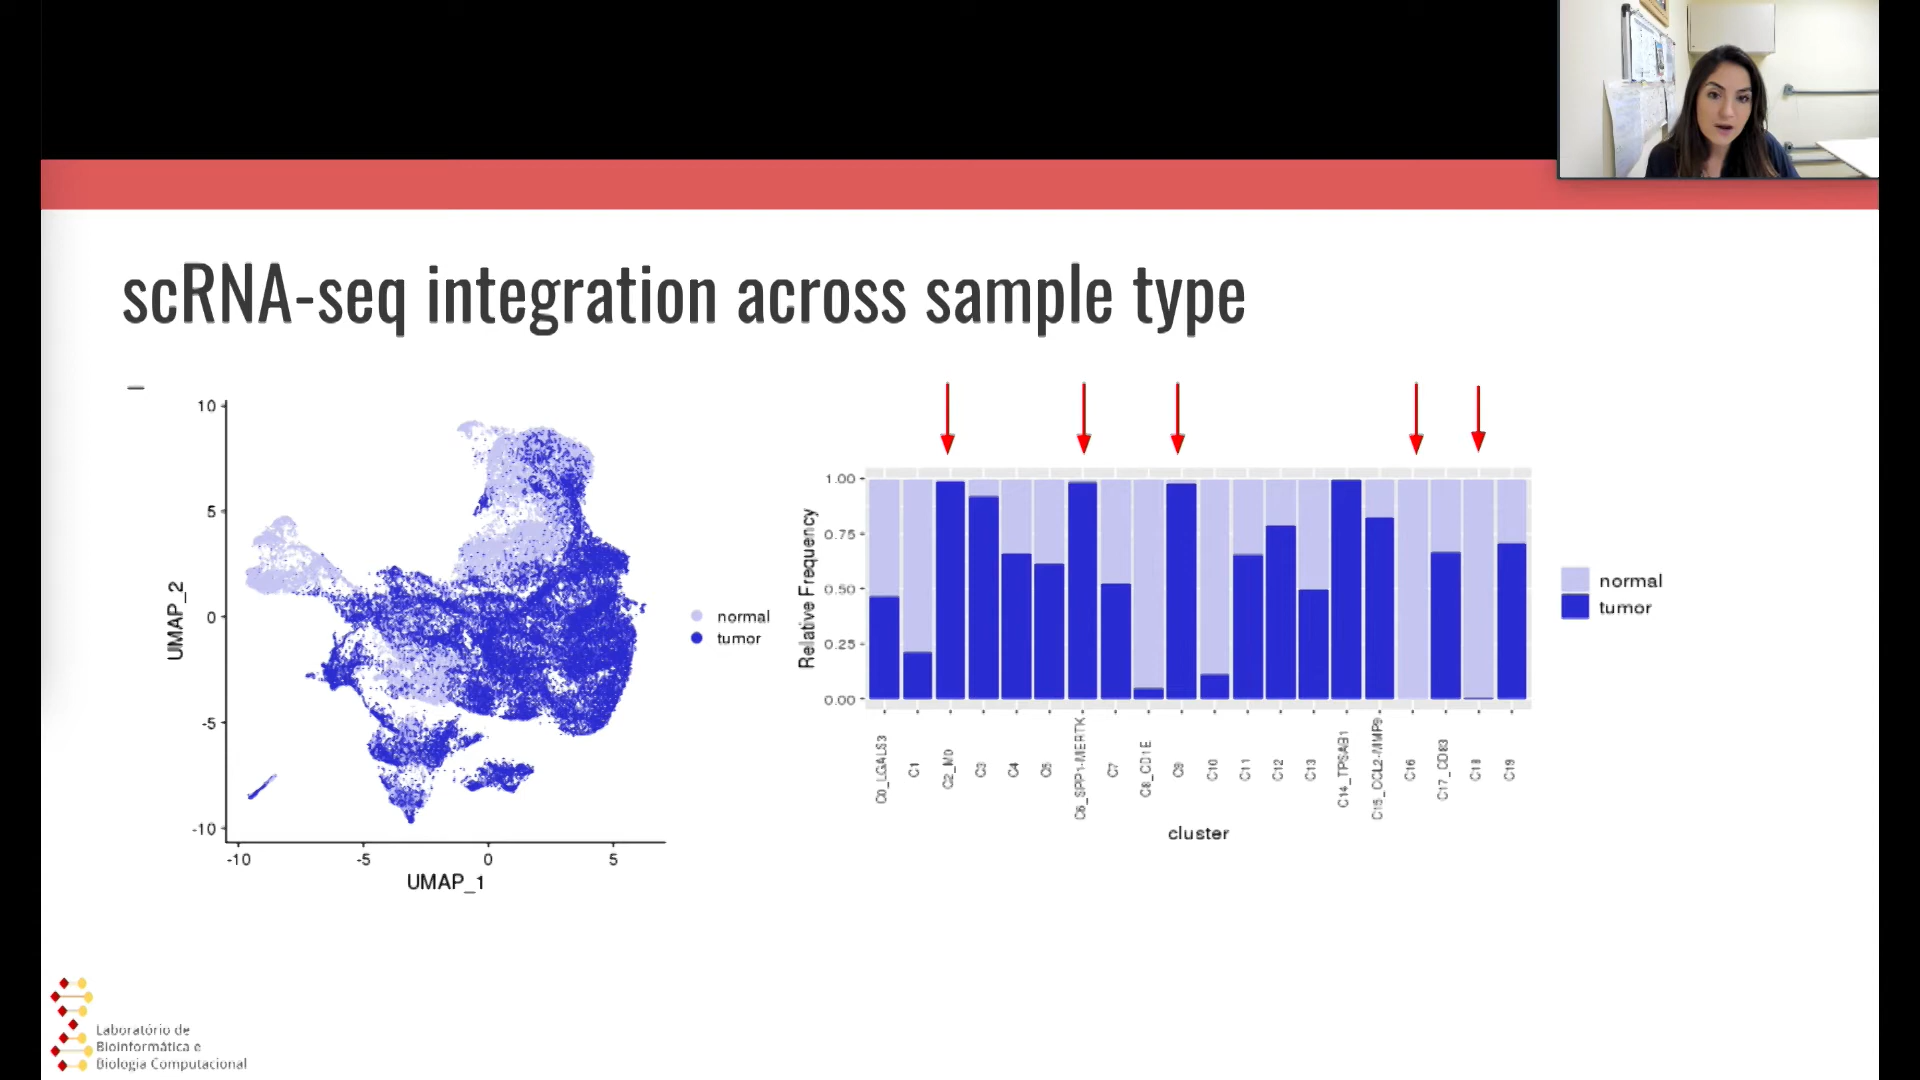 scRNA-seq integration across sample type
10
5
0
-5
-10
-10
-5
0
5
UMAP_2
UMAP_1
normal
tumor
Relative Frequency
1.00
0.75
0.50
0.25
0.00
C0_LGALS3
C1
C2_M0
C3
C4
C5
C6_SPP1-MERTK
C7
C8_CD1E
C9
C10
C11
C12
C13
C14_TPSAB1
C15_CCL2-MMP9
C16
C17_CD83
C18
C19
cluster
normal
tumor
Laboratório de
Bioinformática e
Biologia Computacional